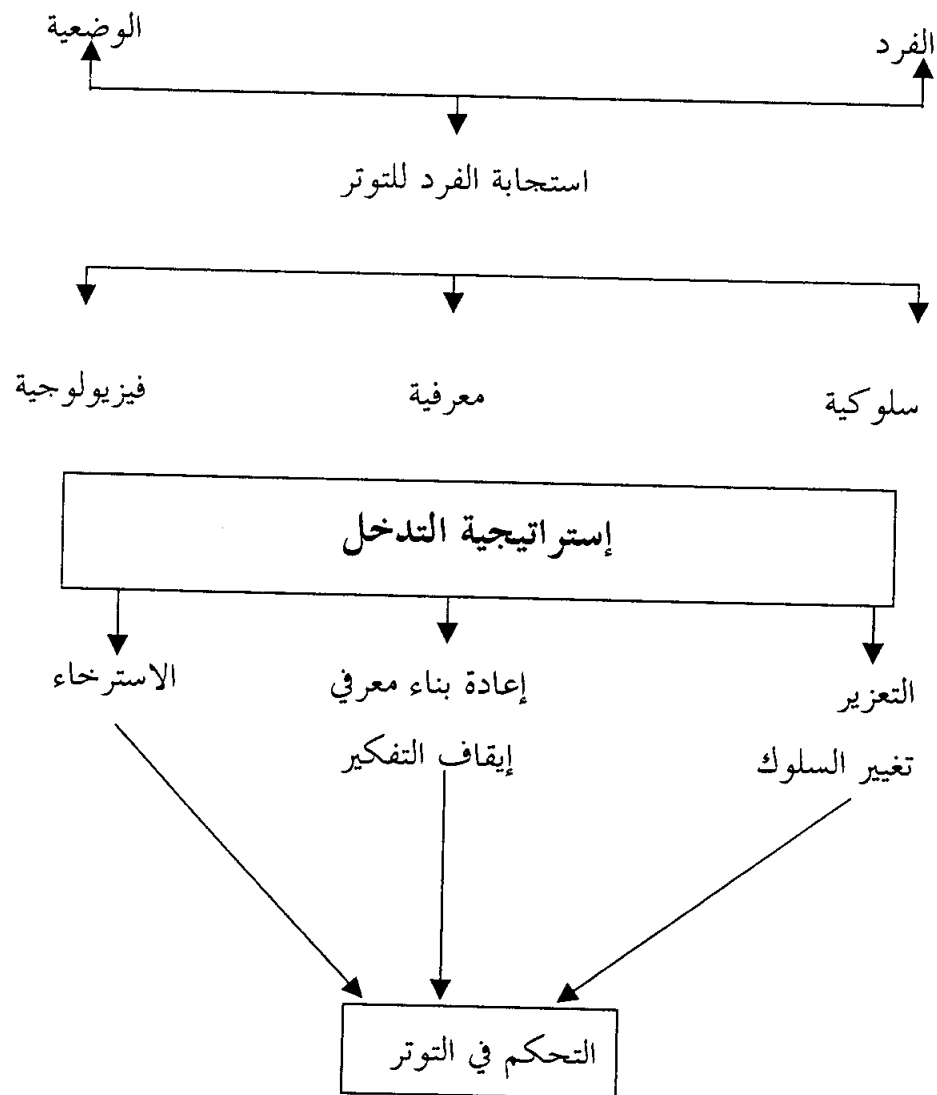 الفرد
الوضعية
استجابة الفرد للتوتر
سلوكية
معرفية
فيزيولوجية
إستراتيجية التدخل
التعزير
تغيير السلوك
إعادة بناء معرفي
إيقاف التفكير
الاسترخاء
التحكم في التوتر